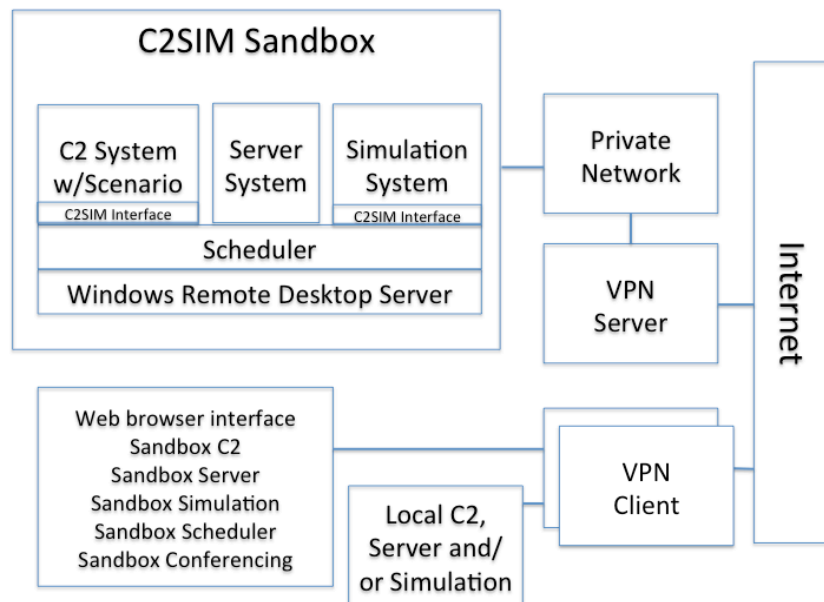 C2SIM Sandbox
C2 System
w/Scenario
C2SIM Interface
Server
System
Simulation
System
C2SIM Interface
Scheduler
Windows Remote Desktop Server
Private
Network
VPN
Server
Internet
Web browser interface
Sandbox C2
Sandbox Server
Sandbox Simulation
Sandbox Scheduler
Sandbox Conferencing
Local C2,
Server and/
or Simulation
VPN
Client